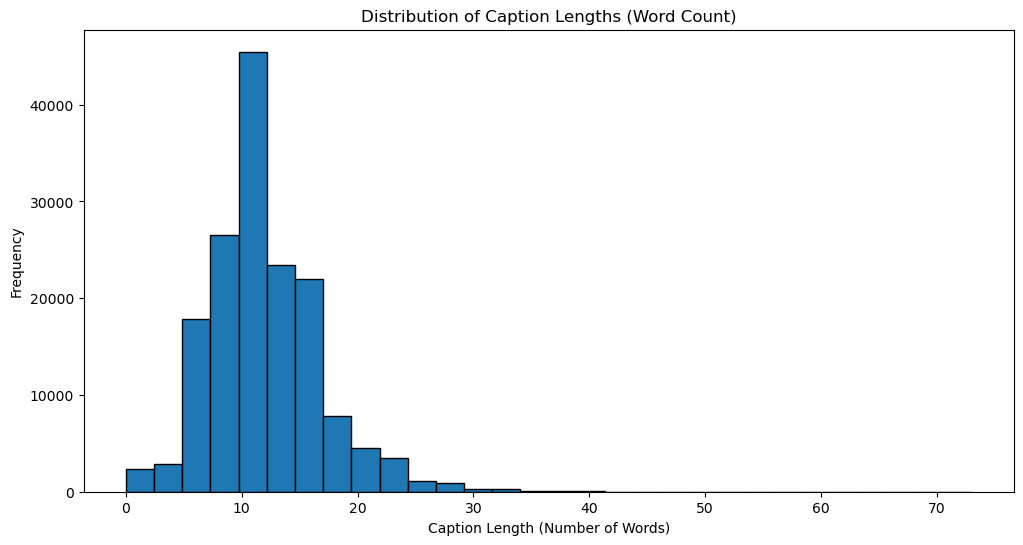 Distribution of Caption Lengths (Word Count)
40000
30000
20000
10000
0
Frequency
0 10 20 30 40 50 60 70
Caption Length (Number of Words)